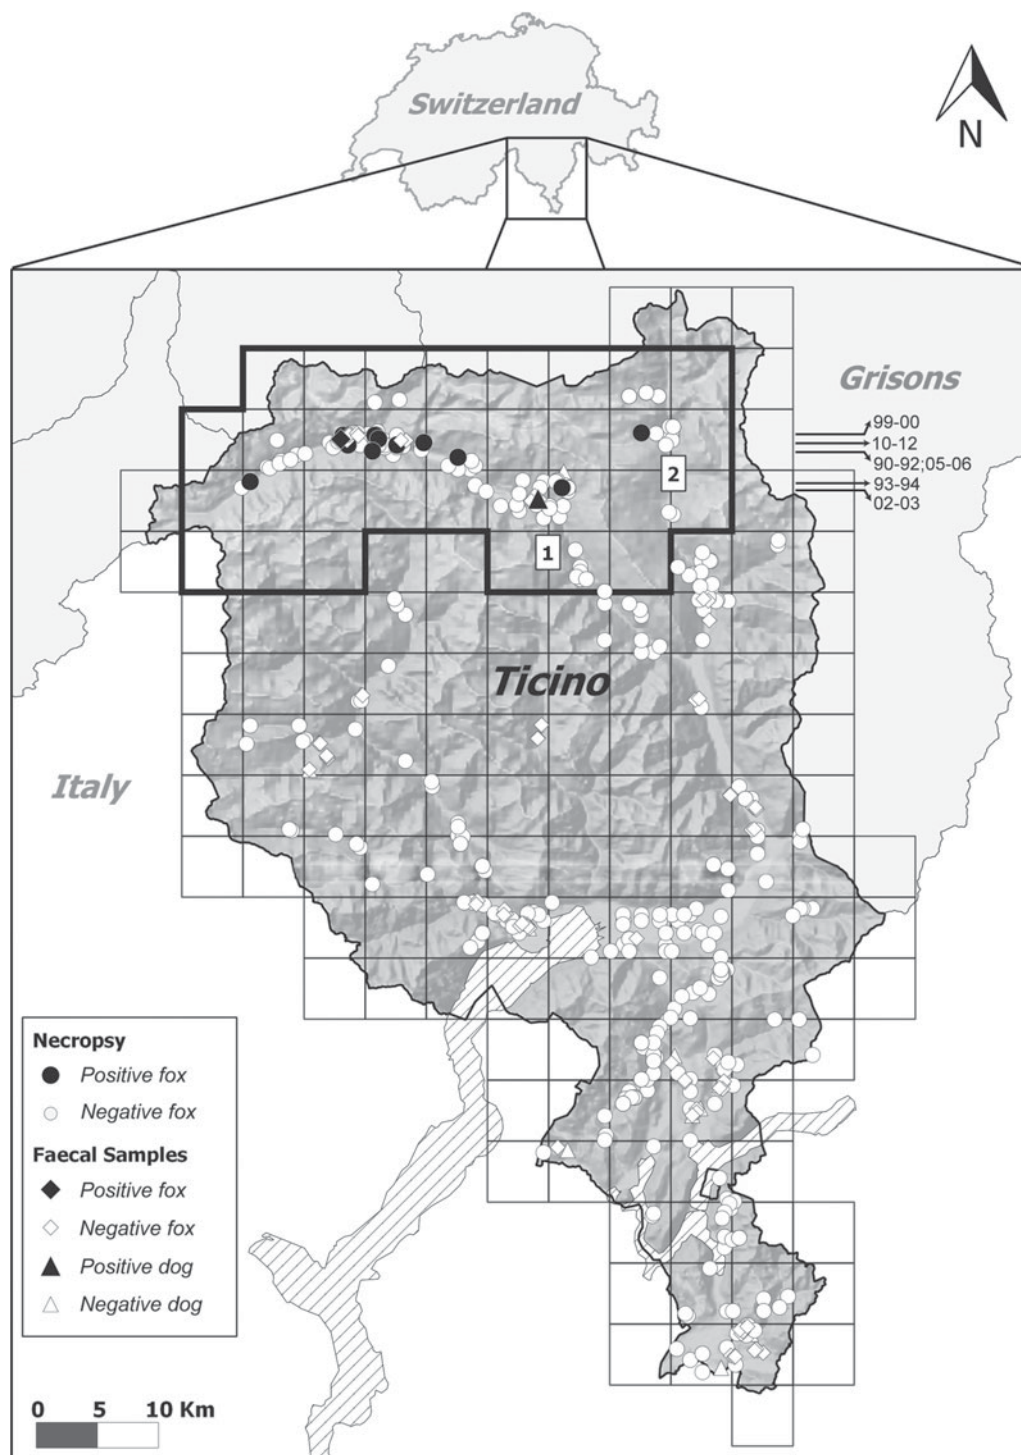 Switzerland
N
Grisons
99-00
10-12
90-92;05-06
93-94
02-03
2
1
Ticino
Italy
Necropsy
Positive fox
Negative fox
Faecal Samples
Positive fox
Negative fox
Positive dog
Negative dog
0 5 10 Km